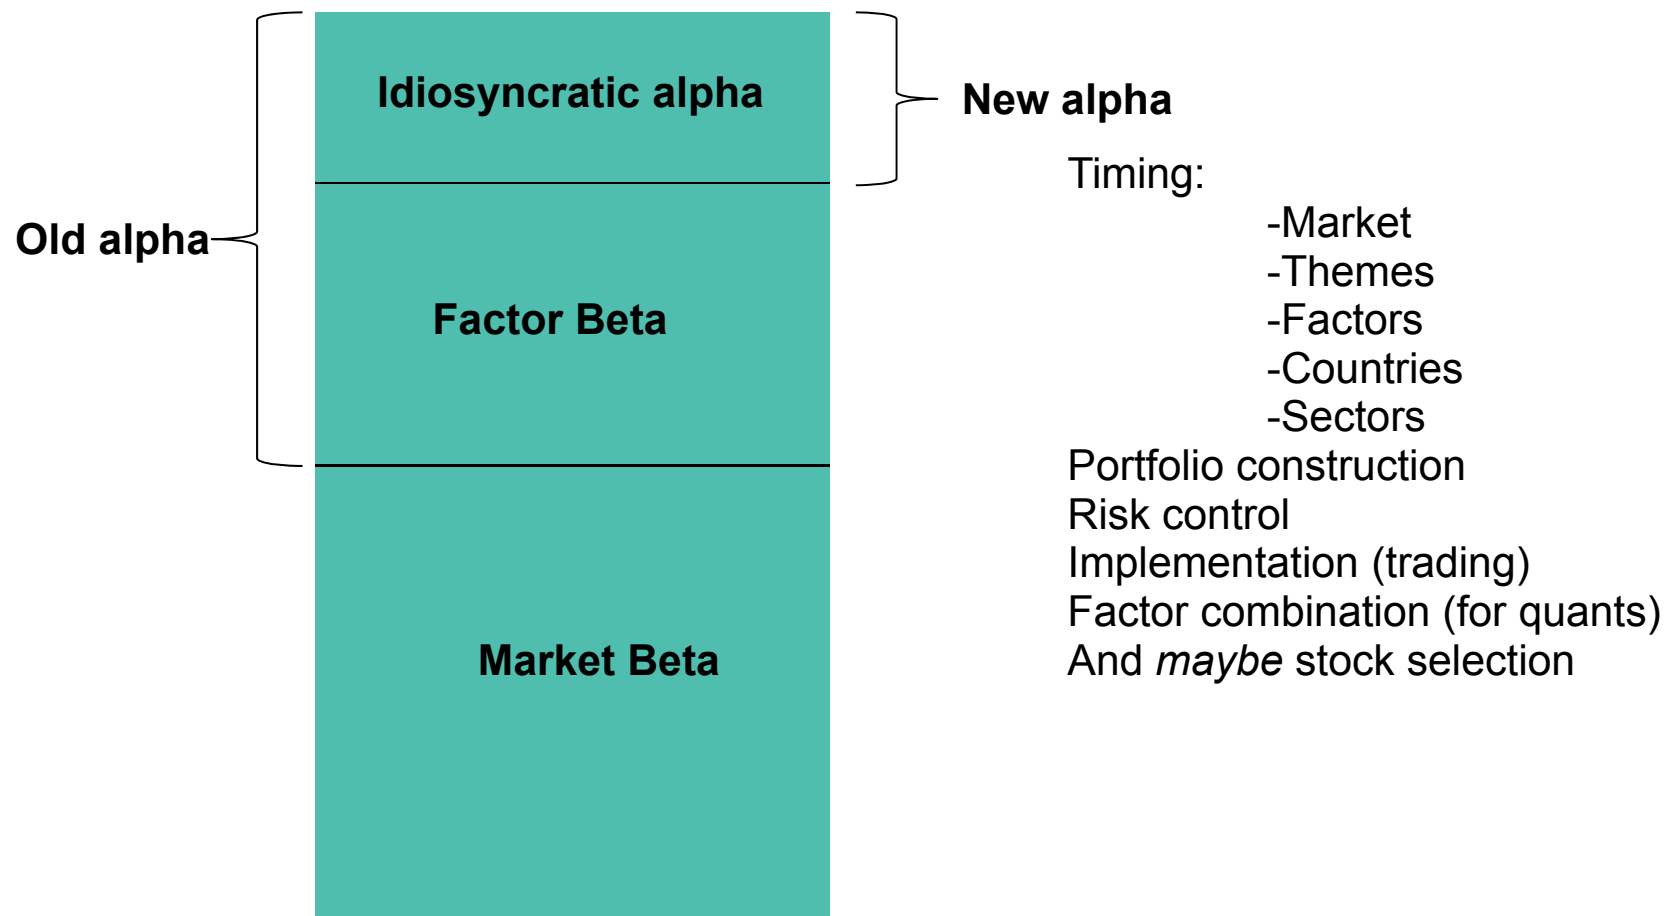 Idiosyncratic alpha
New alpha
Timing:
-Market
-Themes
Old alpha
-Factors
Factor Beta
-Countries
-Sectors
Portfolio construction
Risk control
Implementation (trading)
Factor combination (for quants)
Market Beta
And maybe stock selection